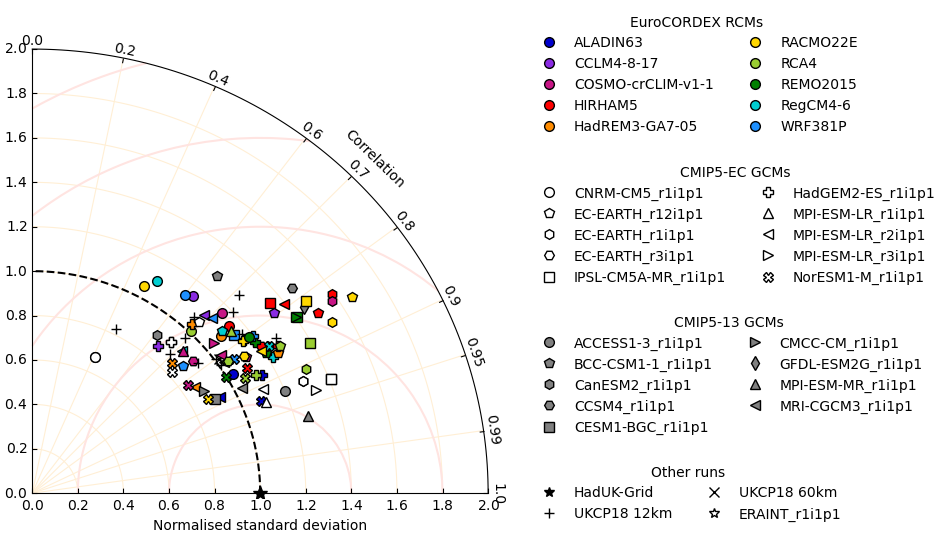 EuroCORDEX RCMs
ALADIN63
CCLM4-8-17
COSMO-crCLIM-v1-1
HIRHAM5
HadREM3-GA7-05
RACMO22E
RCA4
REMO2015
RegCM4-6
WRF381P
CMIP5-EC GCMs
CNRM-CM5_r1i1p1
EC-EARTH_r12i1p1
EC-EARTH_r1i1p1
EC-EARTH_r3i1p1
IPSL-CM5A-MR_r1i1p1
HadGEM2-ES_r1i1p1
MPI-ESM-LR_r1i1p1
MPI-ESM-LR_r2i1p1
MPI-ESM-LR_r3i1p1
NorESM1-M_r1i1p1
CMIP5-13 GCMs
ACCESS1-3_r1i1p1
BCC-CSM1-1_r1i1p1
CanESM2_r1i1p1
CCSM4_r1i1p1
CESM1-BGC_r1i1p1
CMCC-CM_r1i1p1
GFDL-ESM2G_r1i1p1
MPI-ESM-MR_r1i1p1
MRI-CGCM3_r1i1p1
Other runs
HadUK-Grid
UKCP18 12km
UKCP18 60km
ERAINT_r1i1p1
0.0
0.2
0.4
0.6
0.7
0.8
0.9
0.95
0.99
1.0
Correlation
2.0
1.8
1.6
1.4
1.2
1.0
0.8
0.6
0.4
0.2
0.0
0.0 0.2 0.4 0.6 0.8 1.0 1.2 1.4 1.6 1.8 2.0
Normalised standard deviation